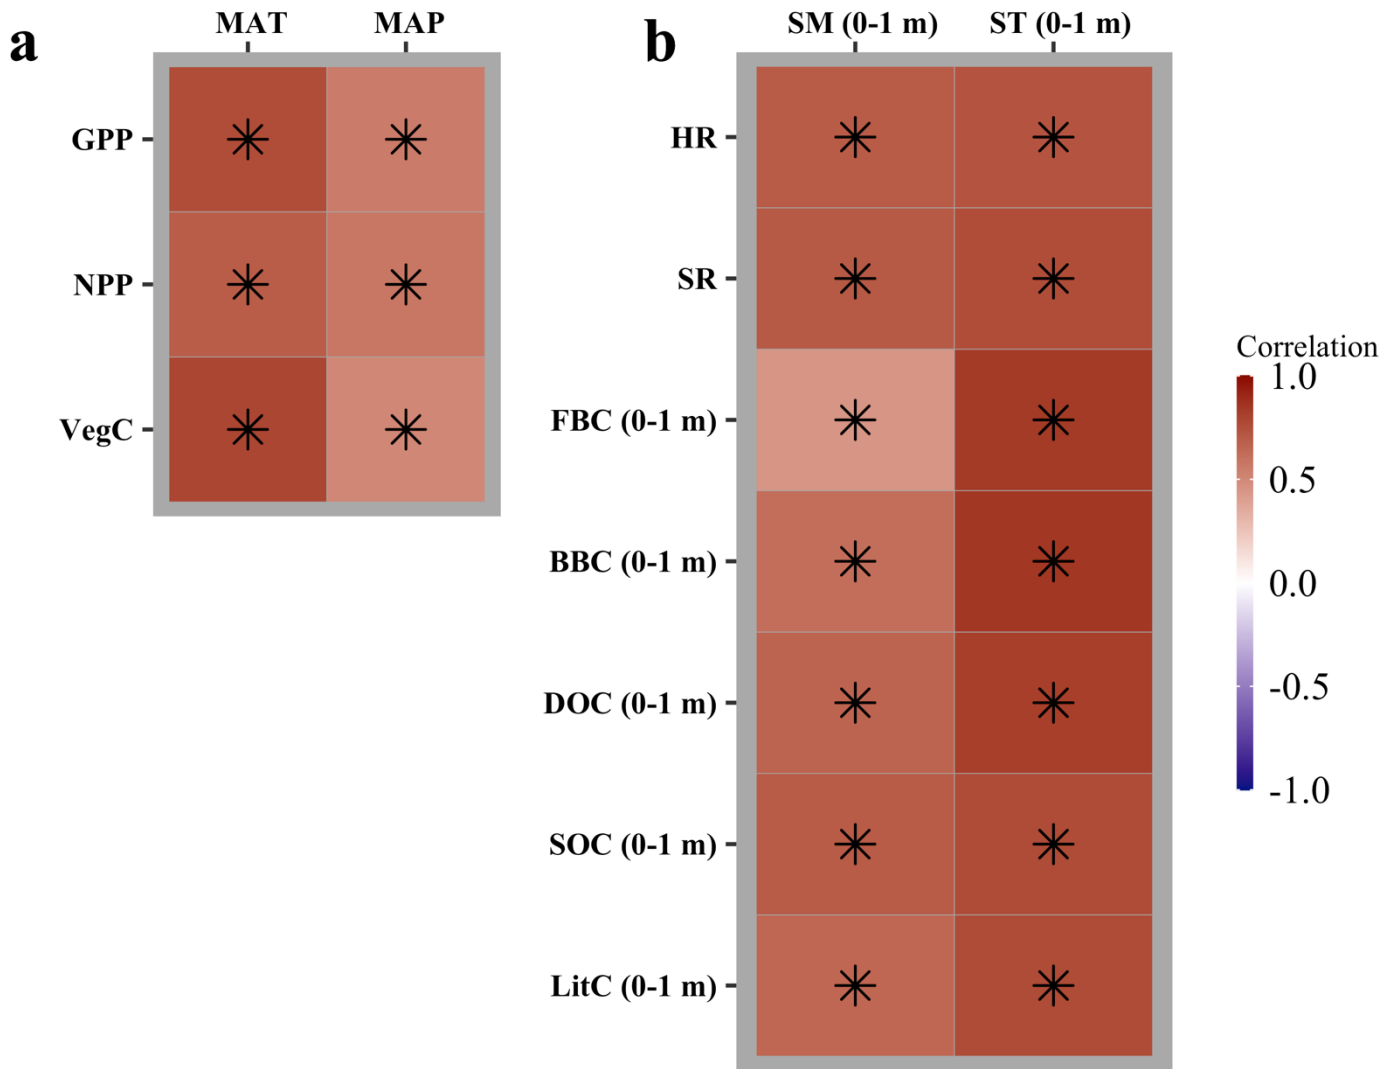 a
MAT MAP
GPP
NPP
VegC
b
SM (0-1 m) ST (0-1 m)
HR
SR
FBC (0-1 m)
BBC (0-1 m)
DOC (0-1 m)
SOC (0-1 m)
LitC (0-1 m)
Correlation
1.0
0.5
0.0
-0.5
-1.0